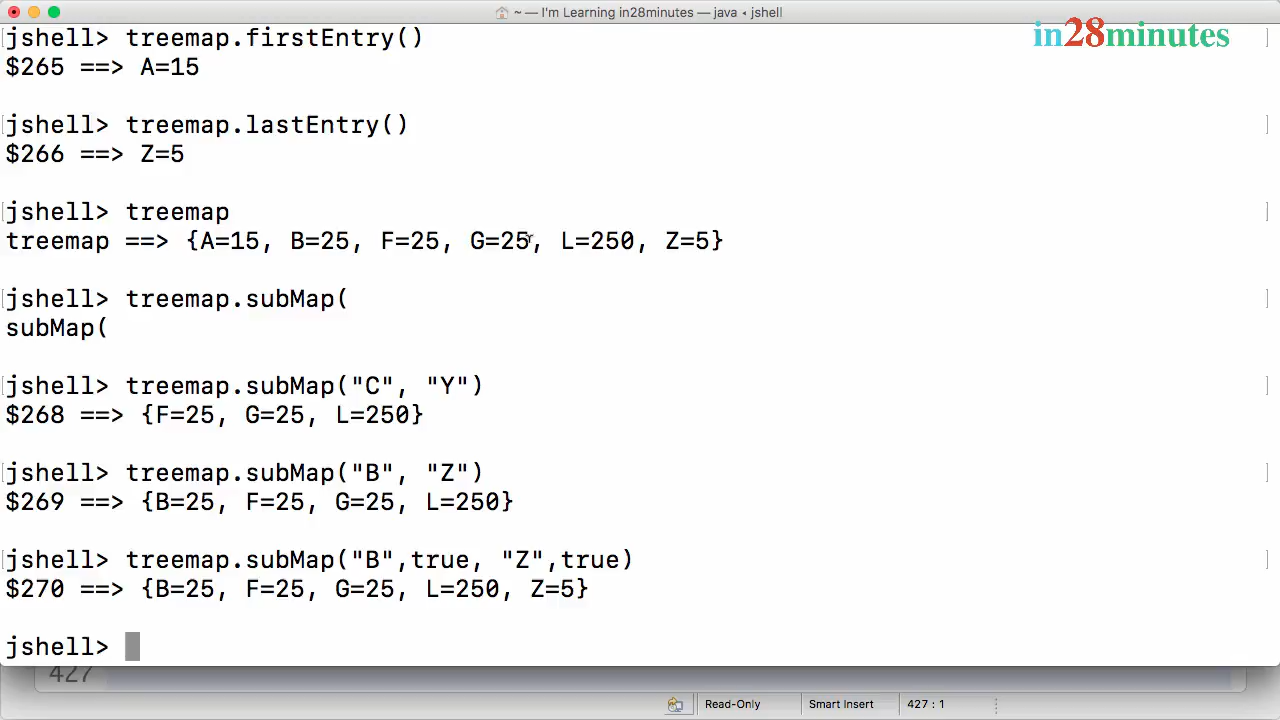 ~ — I'm Learning in28minutes — java ◂ jshell
in28minutes
jshell> treemap.firstEntry()
$265 ==> A=15
jshell> treemap.lastEntry()
$266 ==> Z=5
jshell> treemap
treemap ==> {A=15, B=25, F=25, G=25, L=250, Z=5}
jshell> treemap.subMap(
subMap(
jshell> treemap.subMap("C", "Y")
$268 ==> {F=25, G=25, L=250}
jshell> treemap.subMap("B", "Z")
$269 ==> {B=25, F=25, G=25, L=250}
jshell> treemap.subMap("B",true, "Z",true)
$270 ==> {B=25, F=25, G=25, L=250, Z=5}
jshell>
427
Read-Only Smart Insert 427 : 1